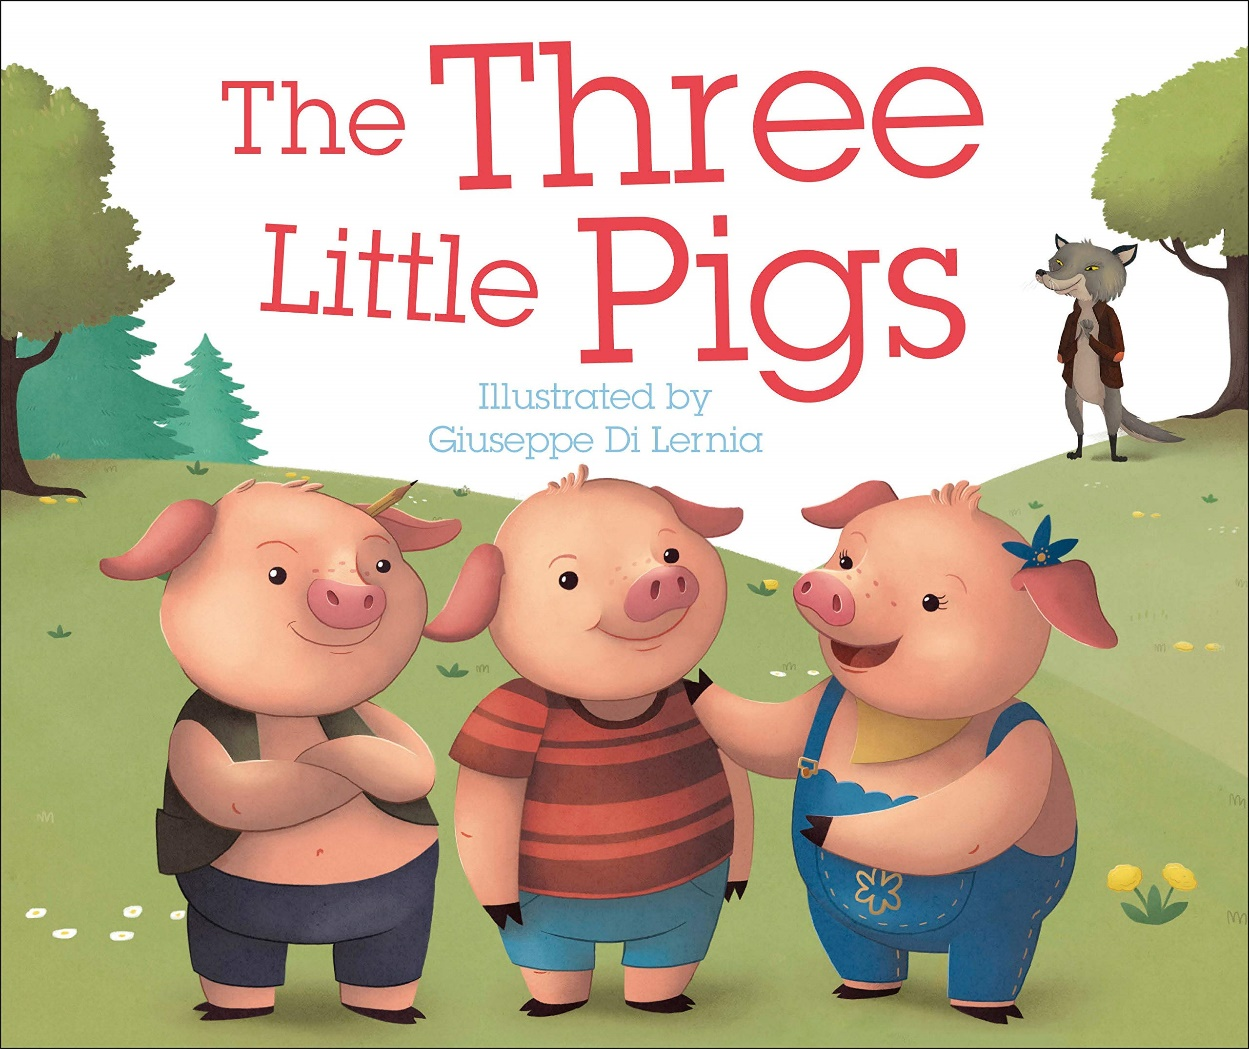 The Three
Little Pigs
Illustrated by
Giuseppe Di Lernia